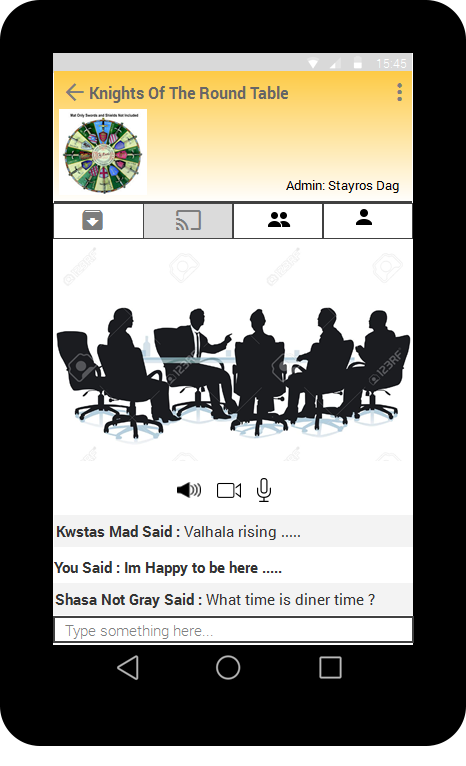 15:45
Knights Of The Round Table
Mat Only Swords and Shields Not Included
Admin: Stayros Dag
123RF
123RF
Kwstas Mad Said : Valhala rising .....
You Said : Im Happy to be here .....
Shasa Not Gray Said : What time is diner time ?
Type something here...